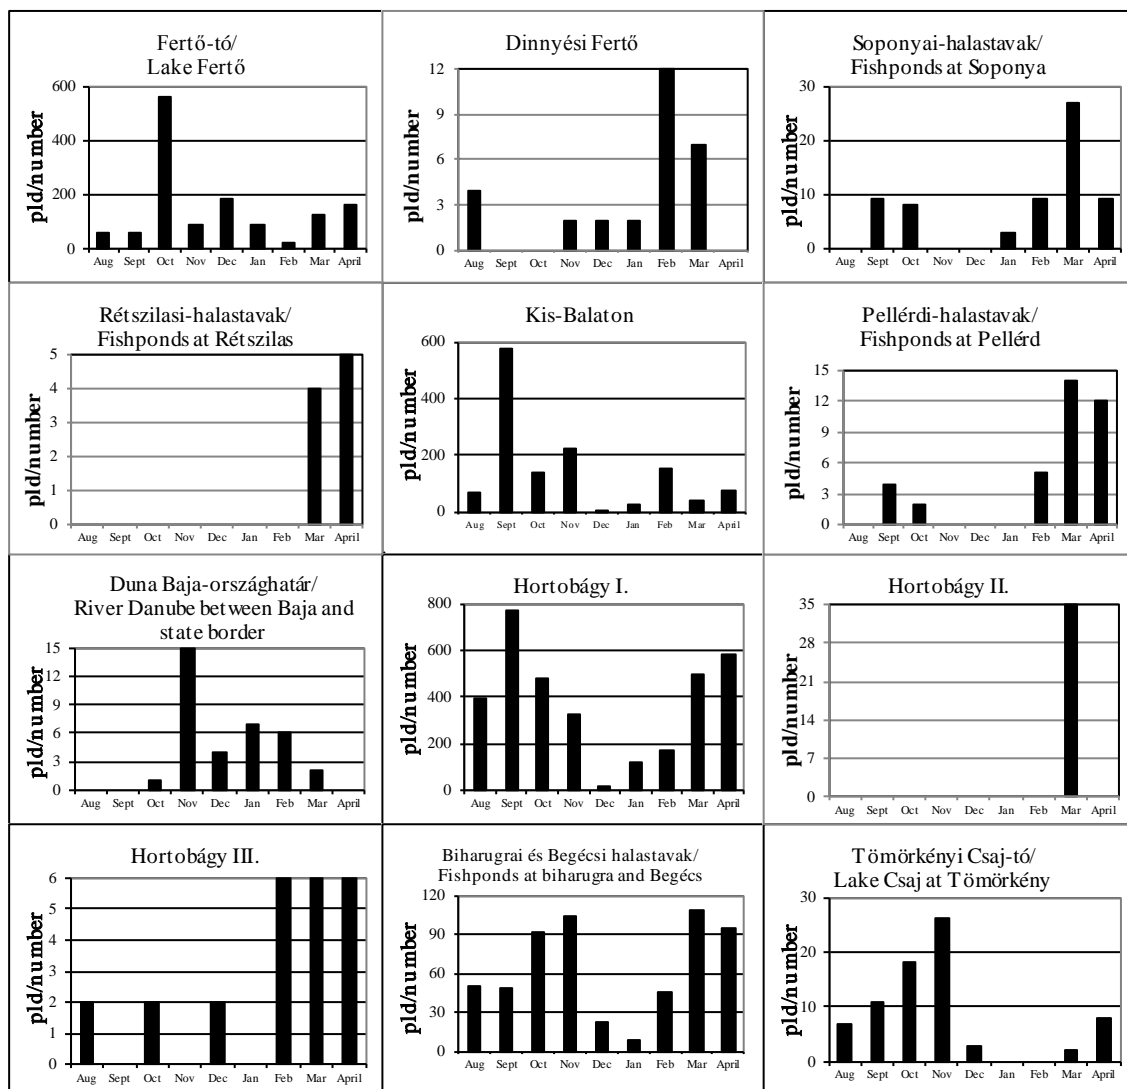 Fertő-tó/
Lake Fertő
pld/number
600
400
200
0
Aug Sept Oct Nov Dec Jan Feb Mar April
Dinnyési Fertő
pld/number
12
9
6
3
0
Aug Sept Oct Nov Dec Jan Feb Mar April
Soponyai-halastavak/
Fishponds at Soponya
pld/number
30
20
10
0
Aug Sept Oct Nov Dec Jan Feb Mar April
Rétszilasi-halastavak/
Fishponds at Rétszilas
pld/number
5
4
3
2
1
0
Aug Sept Oct Nov Dec Jan Feb Mar April
Kis-Balaton
pld/number
600
400
200
0
Aug Sept Oct Nov Dec Jan Feb Mar April
Pellérdi-halastavak/
Fishponds at Pellérd
pld/number
15
12
9
6
3
0
Aug Sept Oct Nov Dec Jan Feb Mar April
Duna Baja-országhatár/
River Danube between Baja and
state border
pld/number
15
12
9
6
3
0
Aug Sept Oct Nov Dec Jan Feb Mar April
Hortobágy I.
pld/number
800
600
400
200
0
Aug Sept Oct Nov Dec Jan Feb Mar April
Hortobágy II.
pld/number
35
28
21
14
7
0
Aug Sept Oct Nov Dec Jan Feb Mar April
Hortobágy III.
pld/number
6
5
4
3
2
1
0
Aug Sept Oct Nov Dec Jan Feb Mar April
Biharugrai és Begécsi halastavak/
Fishponds at biharugra and Begécs
pld/number
120
90
60
30
0
Aug Sept Oct Nov Dec Jan Feb Mar April
Tömörkényi Csaj-tó/
Lake Csaj at Tömörkény
pld/number
30
20
10
0
Aug Sept Oct Nov Dec Jan Feb Mar April